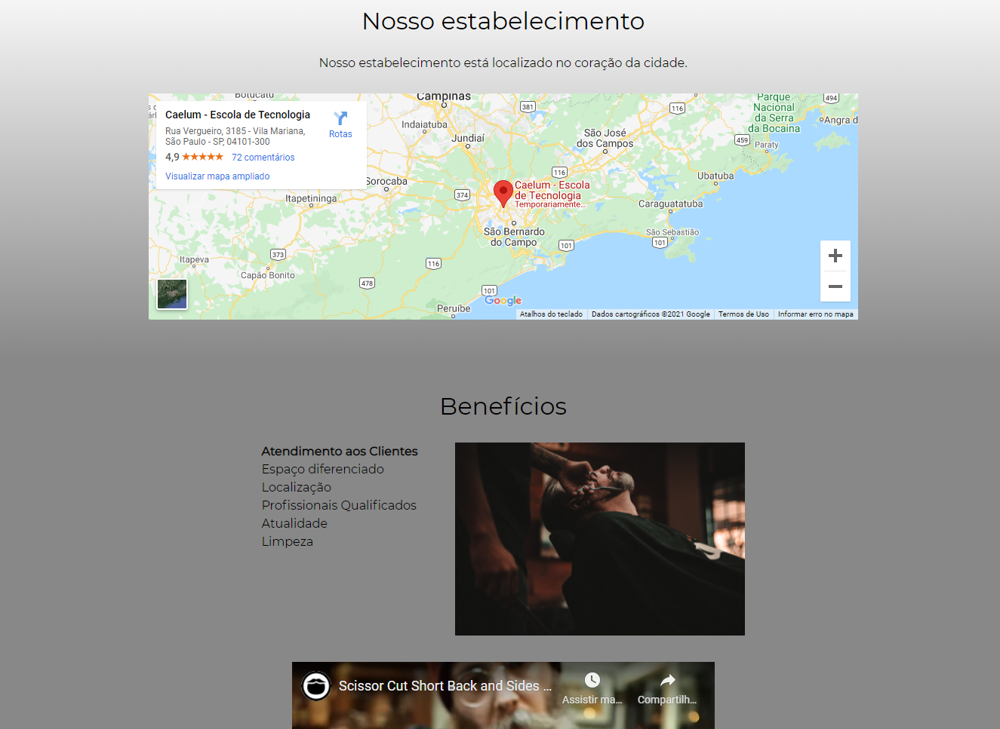 Nosso estabelecimento
Nosso estabelecimento está localizado no coração da cidade.
Caelum - Escola de Tecnologia
Rua Vergueiro, 3185 - Vila Mariana,
São Paulo - SP, 04101-300
4,9 ★★★★★ 72 comentários
Visualizar mapa ampliado
Rotas
Botucatu
Campinas
381
116
Parque
Nacional
da Serra
da Bocaina
494
Angra d
Indaiatuba
Jundiaí
São José
dos Campos
459
Paraty
Sorocaba
116
Ubatuba
Itapetininga
374
Caelum - Escola
de Tecnologia
Temporariamente...
Caraguatatuba
São Bernardo
do Campo
São Sebastião
101
101
373
Itapeva
116
Capão Bonito
478
101
Google
Peruíbe
Atalhos do teclado
Dados cartográficos ©2021 Google
Termos de Uso
Informar erro no mapa
Benefícios
Atendimento aos Clientes
Espaço diferenciado
Localização
Profissionais Qualificados
Atualidade
Limpeza
Scissor Cut Short Back and Sides ...
Assistir ma...
Compartilh...